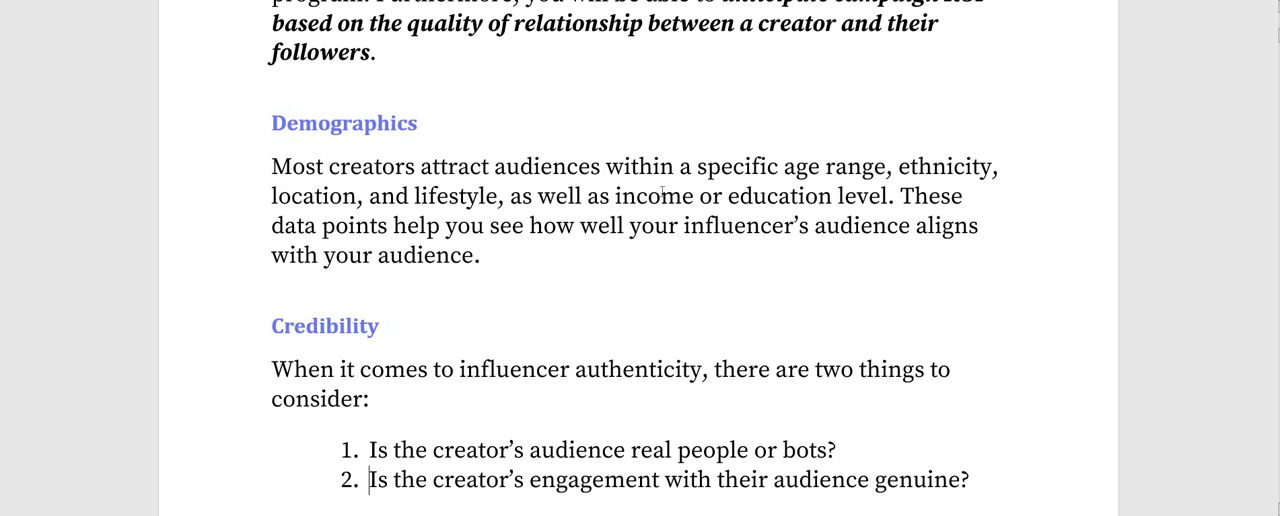 based on the quality of relationship between a creator and their
followers.
Demographics
Most creators attract audiences within a specific age range, ethnicity,
location, and lifestyle, as well as income or education level. These
data points help you see how well your influencer’s audience aligns
with your audience.
Credibility
When it comes to influencer authenticity, there are two things to
consider:
1. Is the creator’s audience real people or bots?
2. Is the creator’s engagement with their audience genuine?